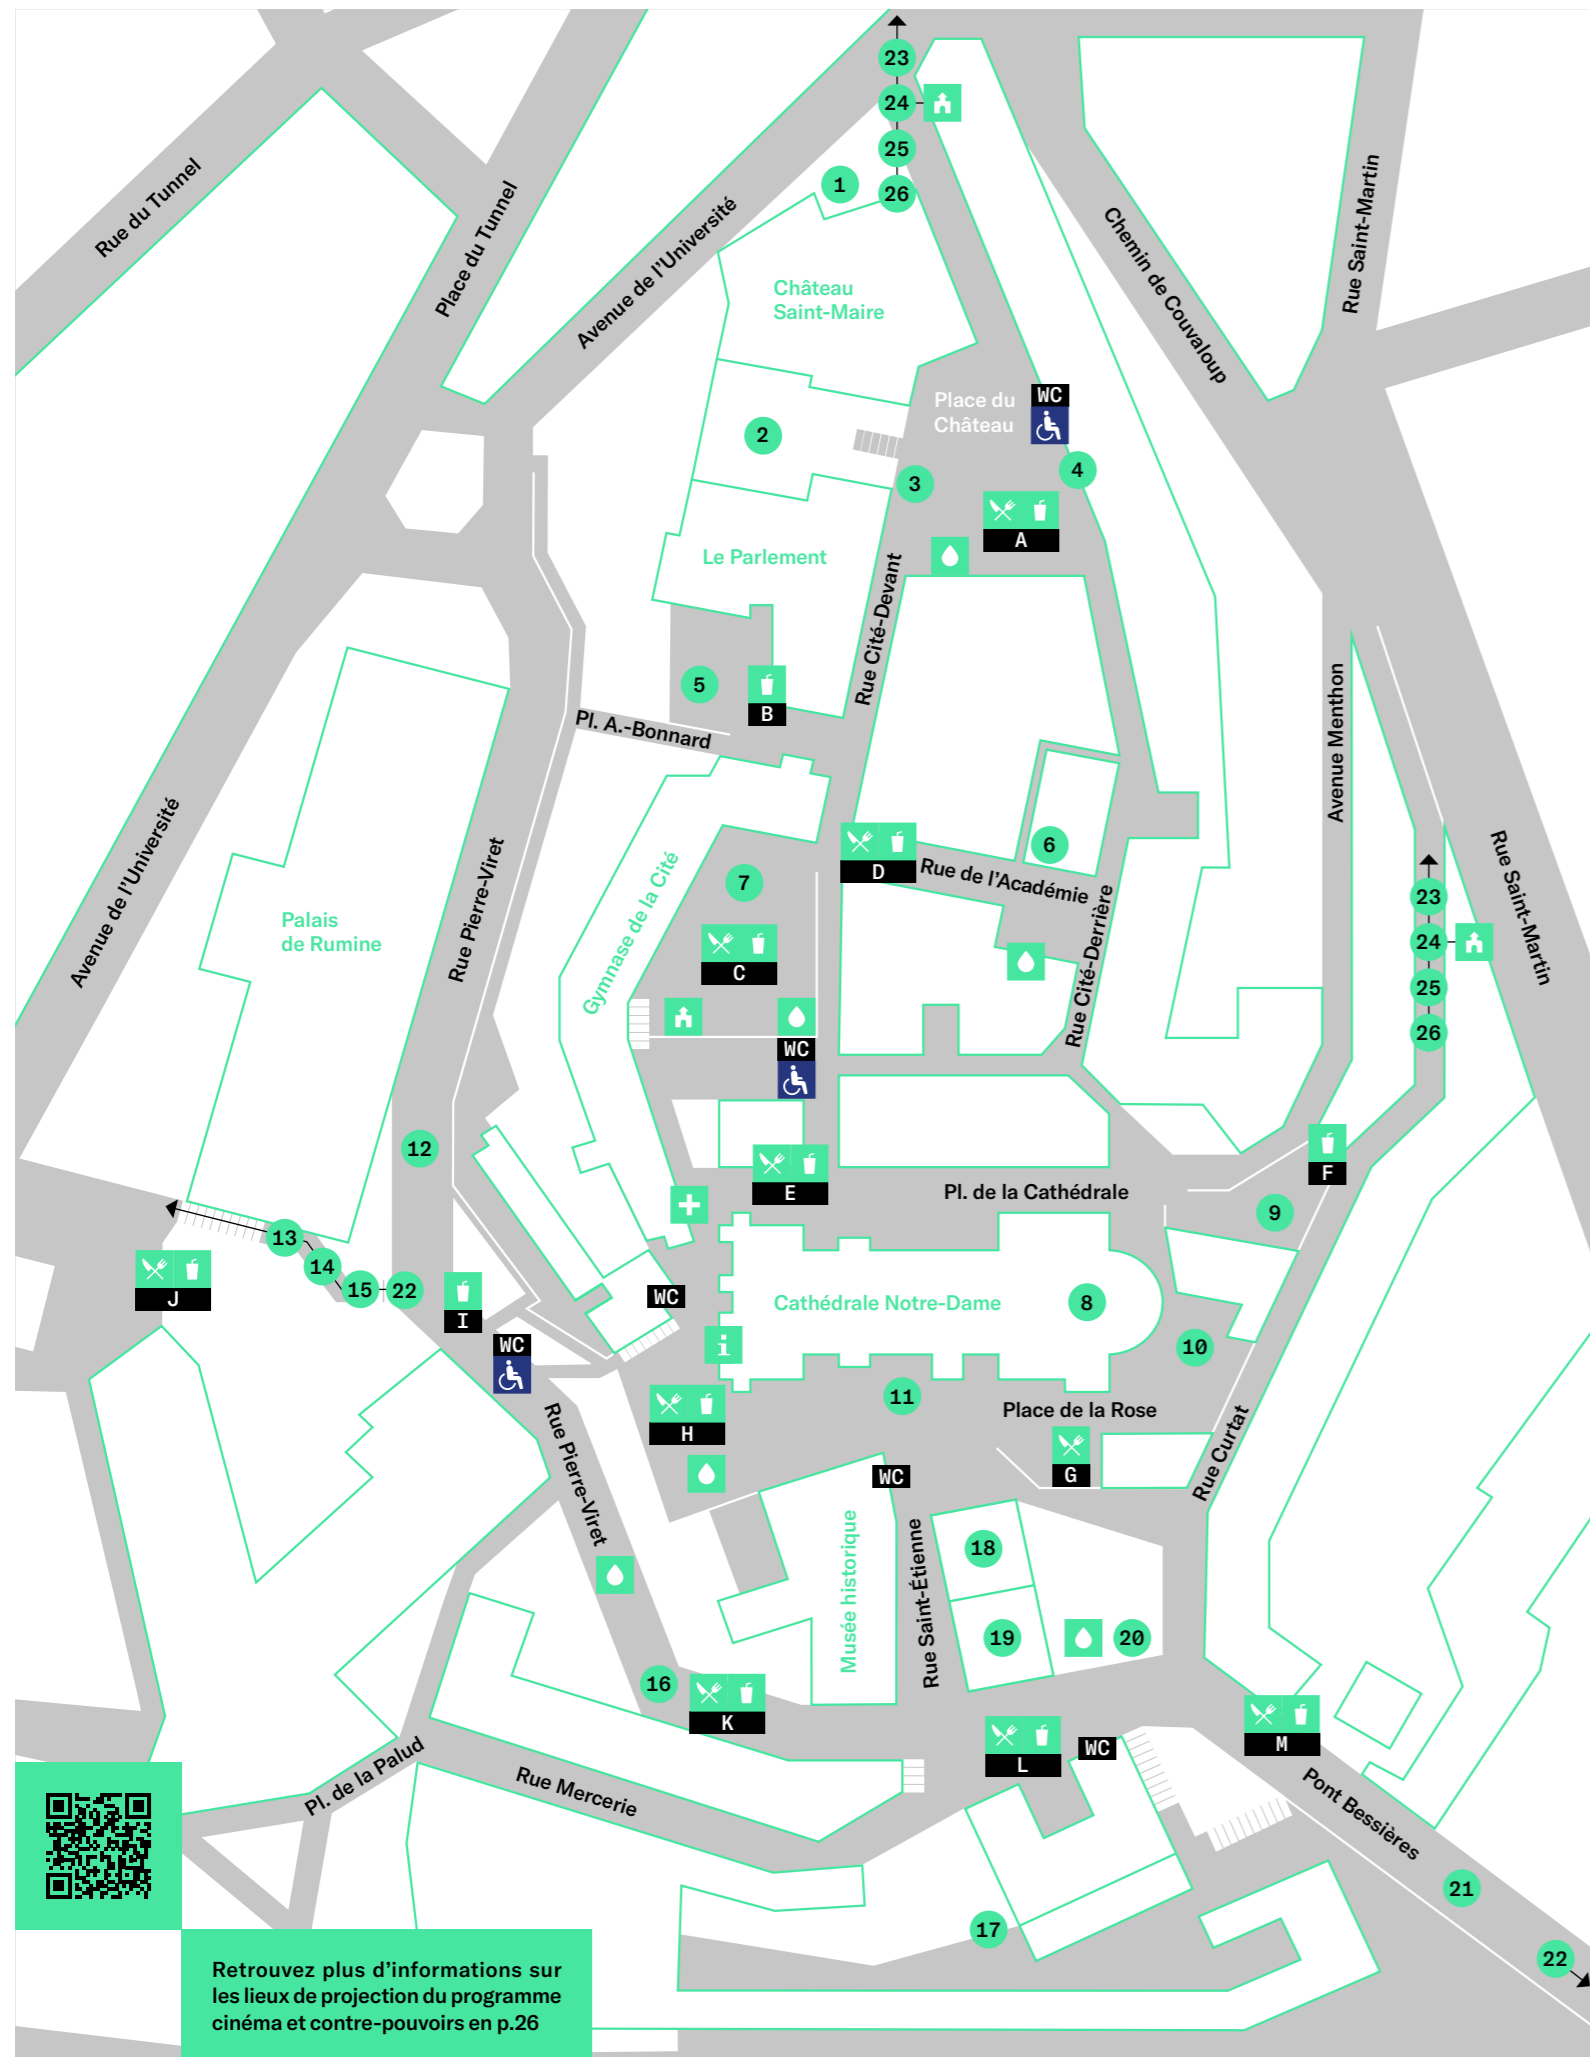 23
24
25
26
1
Rue du Tunnel
Place du Tunnel
Avenue de l'Université
Chemin de Couvaloup
Rue Saint-Martin
Château
Saint-Maire
Place du
Château
WC
2
3
4
A
Le Parlement
Rue Cité-Devant
5
B
Pl. A.-Bonnard
Avenue Menthon
Avenue de l'Université
Rue Pierre-Viret
Palais
de Rumine
Gymnase de la Cité
7
C
D
6
Rue de l'Académie
Rue Cité-Derrière
Rue Saint-Martin
23
24
25
26
WC
12
E
Pl. de la Cathédrale
F
9
13
14
15
22
J
I
WC
WC
Cathédrale Notre-Dame
8
10
11
H
Place de la Rose
G
Rue Curtat
Rue Pierre-Viret
WC
Musée historique
Rue Saint-Étienne
18
19
20
16
K
L
WC
M
Pl. de la Palud
Rue Mercerie
Pont Bessières
21
17
22
Retrouvez plus d'informations sur
les lieux de projection du programme
cinéma et contre-pouvoirs en p.26